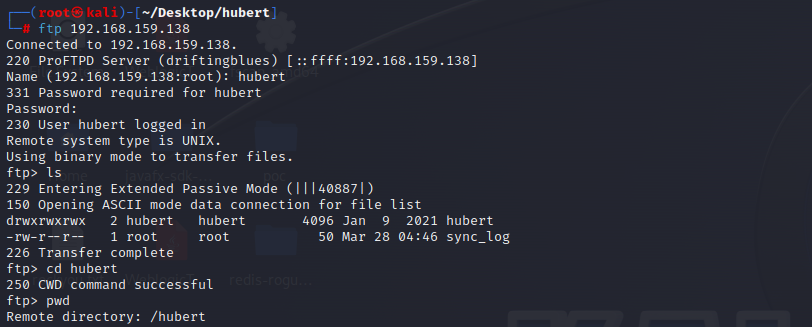 ┌──(root㉿kali)-[~/Desktop/hubert]
└─# ftp 192.168.159.138
Connected to 192.168.159.138.
220 ProFTPD Server (driftingblues) [::ffff:192.168.159.138]
Name (192.168.159.138:root): hubert
331 Password required for hubert
Password:
230 User hubert logged in
Remote system type is UNIX.
Using binary mode to transfer files.
ftp> ls
229 Entering Extended Passive Mode (|||40887|)
150 Opening ASCII mode data connection for file list
drwxrwxrwx   2 hubert   hubert       4096 Jan  9  2021 hubert
-rw-r--r--   1 root     root           50 Mar 28 04:46 sync_log
226 Transfer complete
ftp> cd hubert
250 CWD command successful
ftp> pwd
Remote directory: /hubert